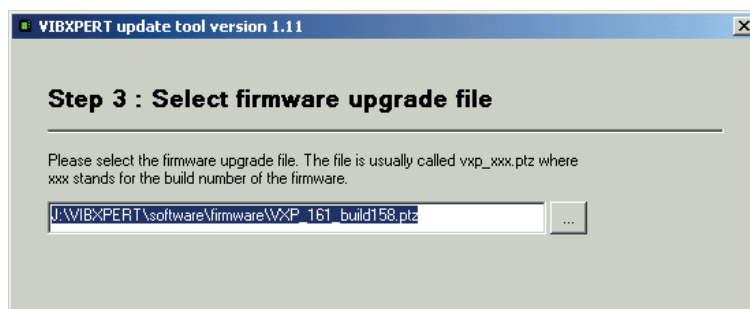 VIBXPERT update tool version 1.11
Step 3 : Select firmware upgrade file
Please select the firmware upgrade file. The file is usually called vxp_xxx.ptz where
xxx stands for the build number of the firmware.
J:\VIBXPERT\software\firmware\VXP_161_build158.ptz
...